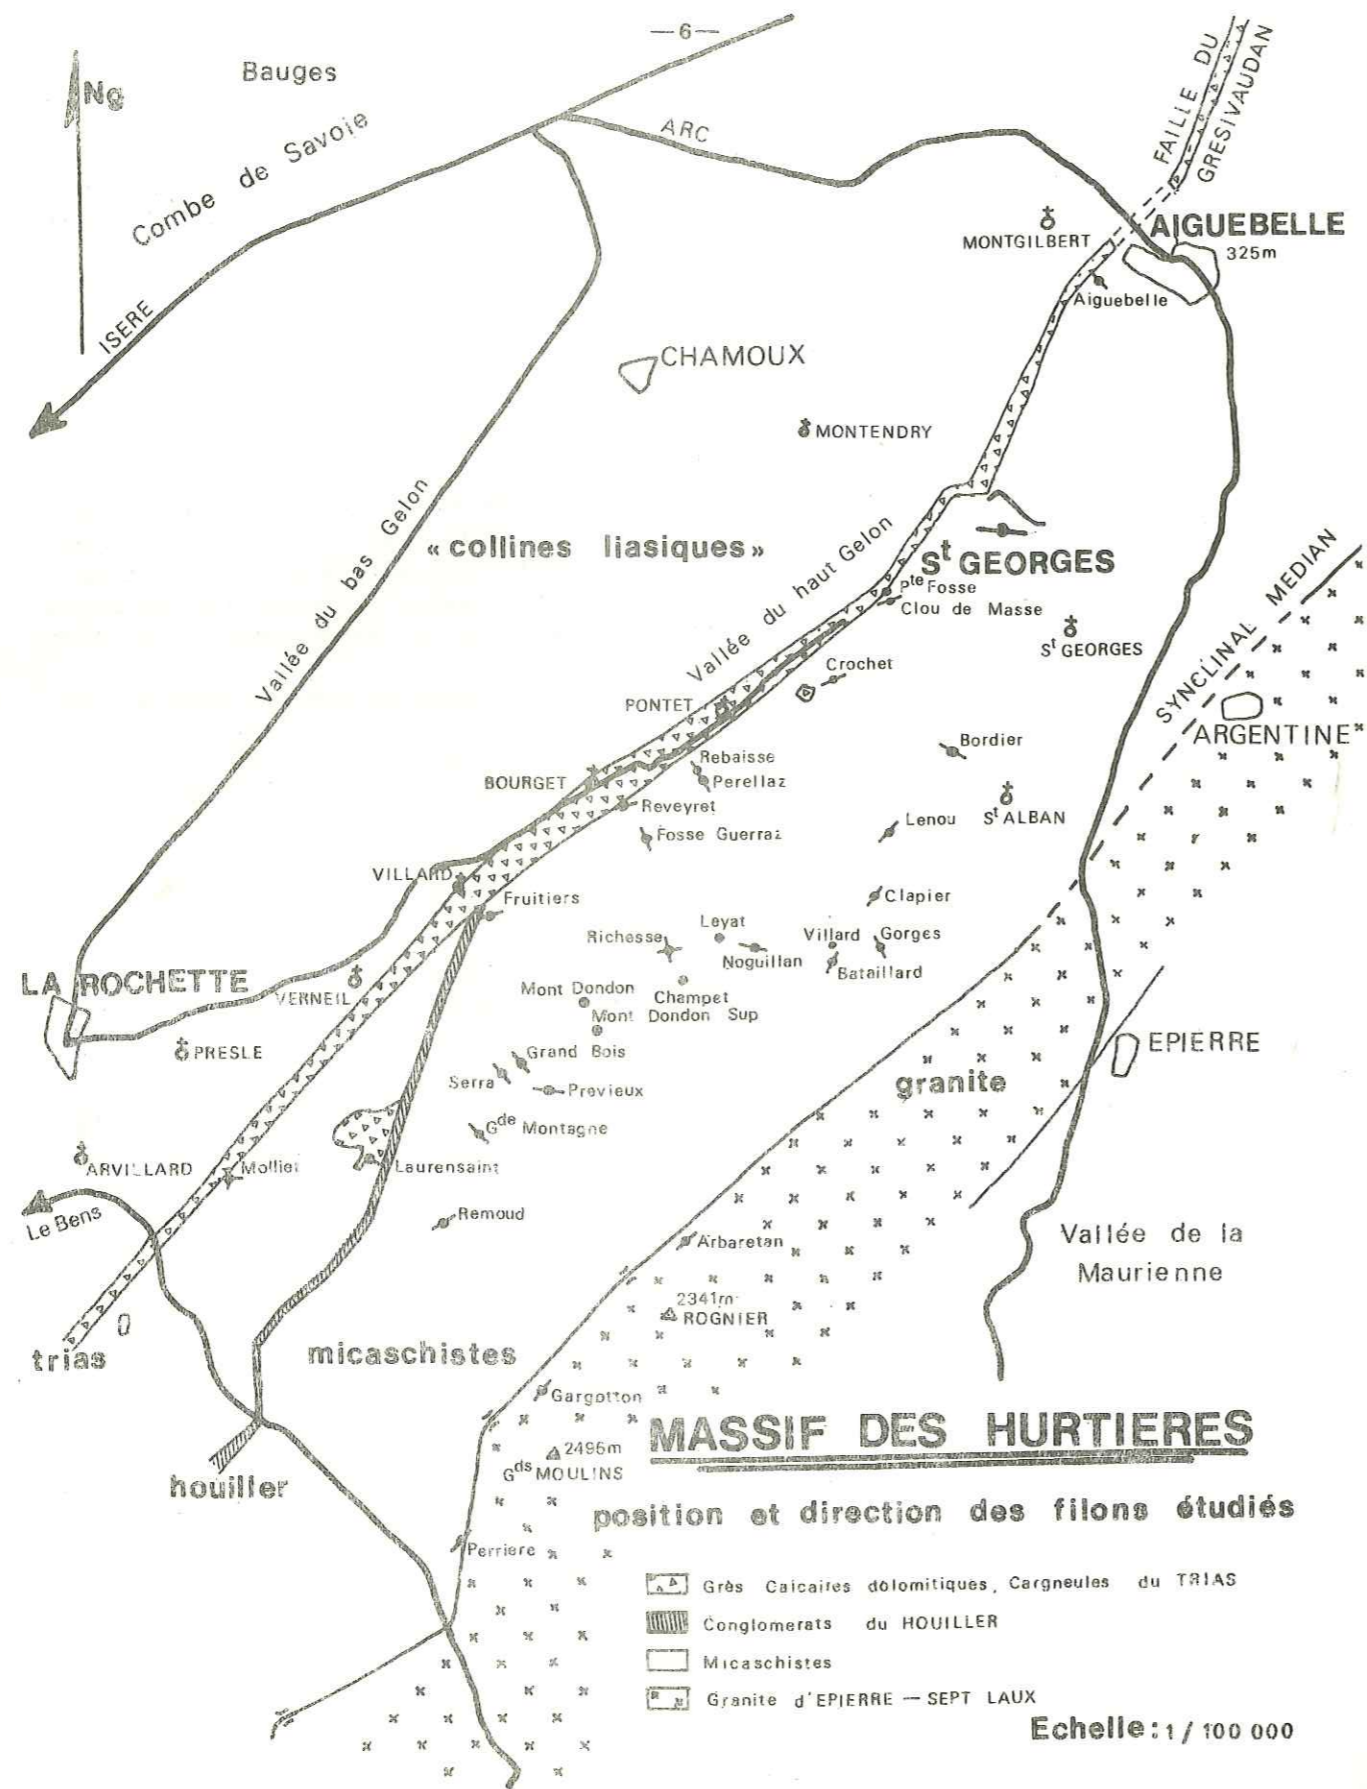 —6—
Ng
Bauges
Combe de Savoie
ISERE
ARC
FAILLE DU
GRESIVAUDAN
MONTGILBERT
AIGUEBELLE
325m
Aiguebelle
CHAMOUX
MONTENDRY
Vallée du bas Gelon
« collines liasiques »
Vallée du haut Gelon
St GEORGES
Pte Fosse
Clou de Masse
St GEORGES
SYNCLINAL MEDIAN
Crochet
PONTET
ARGENTINE
Bordier
Rebaisse
Perellaz
BOURGET
Reveyret
St ALBAN
Lenou
Fosse Guerraz
VILLARD
Fruitiers
Clapier
Leyat
Richesse
Villard
Gorges
Noguillan
Bataillard
LA ROCHETTE
VERNEIL
Mont Dondon
Champet
Mont Dondon Sup
PRESLE
EPIERRE
Grand Bois
Serra
Previeux
granite
Gde Montagne
ARVILLARD
Molliet
Laurensaint
Le Bens
Remoud
Arbaretan
Vallée de la
Maurienne
2341m
ROGNIER
trias
micaschistes
Gargotton
MASSIF DES HURTIERES
2496m
Gds MOULINS
houiller
position et direction des filons étudiés
Perriere
Grès Calcaires dolomitiques, Cargneules du TRIAS
Conglomerats du HOUILLER
Micaschistes
Granite d'EPIERRE — SEPT LAUX
Echelle: 1 / 100 000